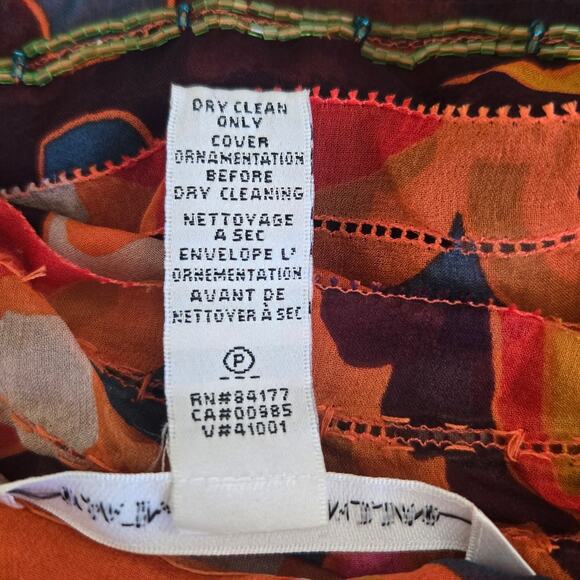 DRY CLEAN
ONLY
COVER
ORNAMENTATION
BEFORE
DRY CLEANING
NETTOYAGE
A SEC
ENVELOPE L'
ORNEMENTATION
AVANT DE
NETTOYER À SEC
P
RN#84177
CA#00985
V#41001